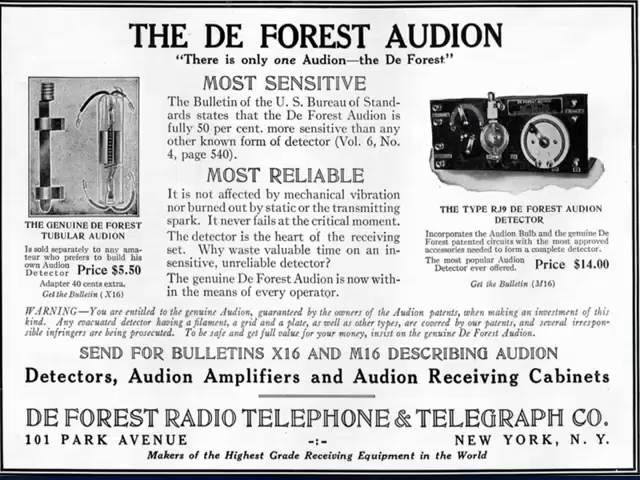 THE DE FOREST AUDION
"There is only one Audion—the De Forest"
MOST SENSITIVE
The Bulletin of the U. S. Bureau of Stand-
ards states that the De Forest Audion is
fully 50 per cent. more sensitive than any
other known form of detector (Vol. 6, No.
4, page 540).
MOST RELIABLE
It is not affected by mechanical vibration
nor burned out by static or the transmitting
spark. It never fails at the critical moment.
The detector is the heart of the receiving
set. Why waste valuable time on an in-
sensitive, unreliable detector?
The genuine De Forest Audion is now with-
in the means of every operator.
THE GENUINE DE FOREST
TUBULAR AUDION
Is sold separately to any ama-
teur who prefers to build his
own Audion
Detector Price $5.50
Adapter 40 cents extra.
Get the Bulletin (X16)
THE TYPE RJ9 DE FOREST AUDION
DETECTOR
Incorporates the Audion Bulb and the genuine De
Forest patented circuits with the most approved
accessories needed to form a complete detector.
The most popular Audion
Detector ever offered. Price $14.00
Get the Bulletin (M16)
WARNING—You are entitled to the genuine Audion, guaranteed by the owners of the Audion patents, when making an investment of this
kind. Any evacuated detector having a filament, a grid and a plate, as well as other types, are covered by our patents, and several irrespon-
sible infringers are being prosecuted. To be safe and get full value for your money, insist on the genuine De Forest Audion.
SEND FOR BULLETINS X16 AND M16 DESCRIBING AUDION
Detectors, Audion Amplifiers and Audion Receiving Cabinets
DE FOREST RADIO TELEPHONE & TELEGRAPH CO.
101 PARK AVENUE -:- NEW YORK, N. Y.
Makers of the Highest Grade Receiving Equipment in the World